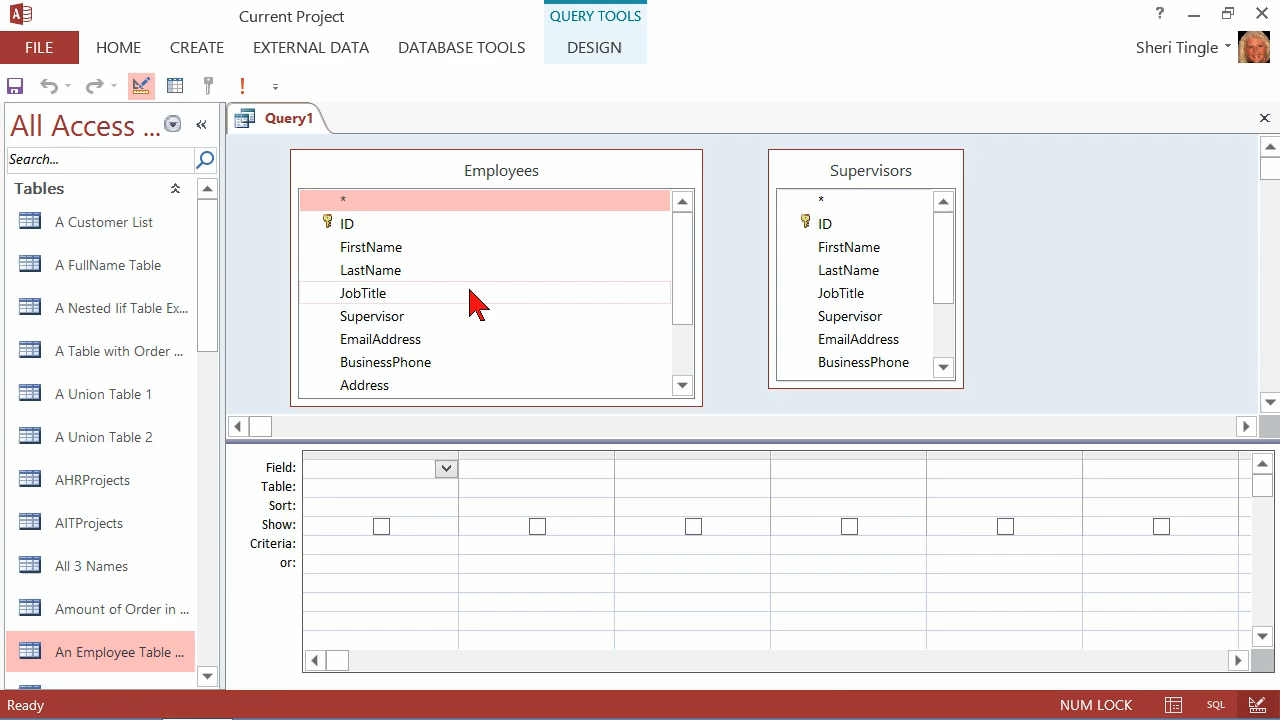 Current Project
QUERY TOOLS
?
FILE
HOME
CREATE
EXTERNAL DATA
DATABASE TOOLS
DESIGN
Sheri Tingle
All Access ...
Search...
Tables
A Customer List
A FullName Table
A Nested Iif Table Ex...
A Table with Order ...
A Union Table 1
A Union Table 2
AHRProjects
AITProjects
All 3 Names
Amount of Order in ...
An Employee Table ...
Query1
Employees
*
ID
FirstName
LastName
JobTitle
Supervisor
EmailAddress
BusinessPhone
Address
Supervisors
*
ID
FirstName
LastName
JobTitle
Supervisor
EmailAddress
BusinessPhone
Field:
Table:
Sort:
Show:
Criteria:
or:
Ready
NUM LOCK
SQL